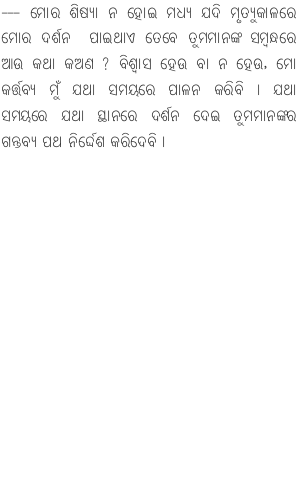 --- ମୋର ଶିଷ୍ୟା ନ ହୋଇ ମଧ୍ୟ ଯଦି ମୃତ୍ୟୁକାଳରେ
ମୋର ଦର୍ଶନ ପାଇଥାଏ ତେବେ ତୁମମାନଙ୍କ ସମ୍ବନ୍ଧରେ
ଆଉ କଥା କଅଣ ? ବିଶ୍ୱାସ ହେଉ ବା ନ ହେଉ, ମୋ
କର୍ତ୍ତବ୍ୟ ମୁଁ ଯଥା ସମୟରେ ପାଳନ କରିବି । ଯଥା
ସମୟରେ ଯଥା ସ୍ଥାନରେ ଦର୍ଶନ ଦେଇ ତୁମମାନଙ୍କର
ଗନ୍ତବ୍ୟ ପଥ ନିର୍ଦ୍ଦେଶ କରିଦେବି ।